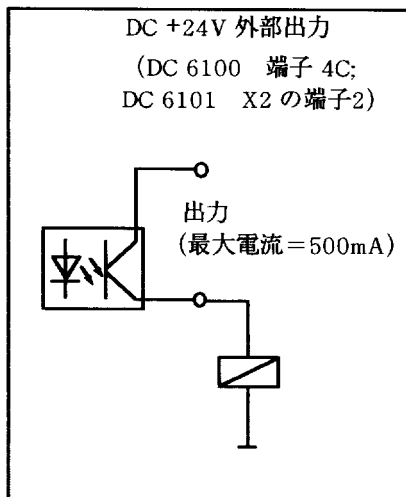 DC +24V 外部出力
(DC 6100 端子 4C;
DC 6101 X2 の端子2)
出力
(最大電流=500mA)